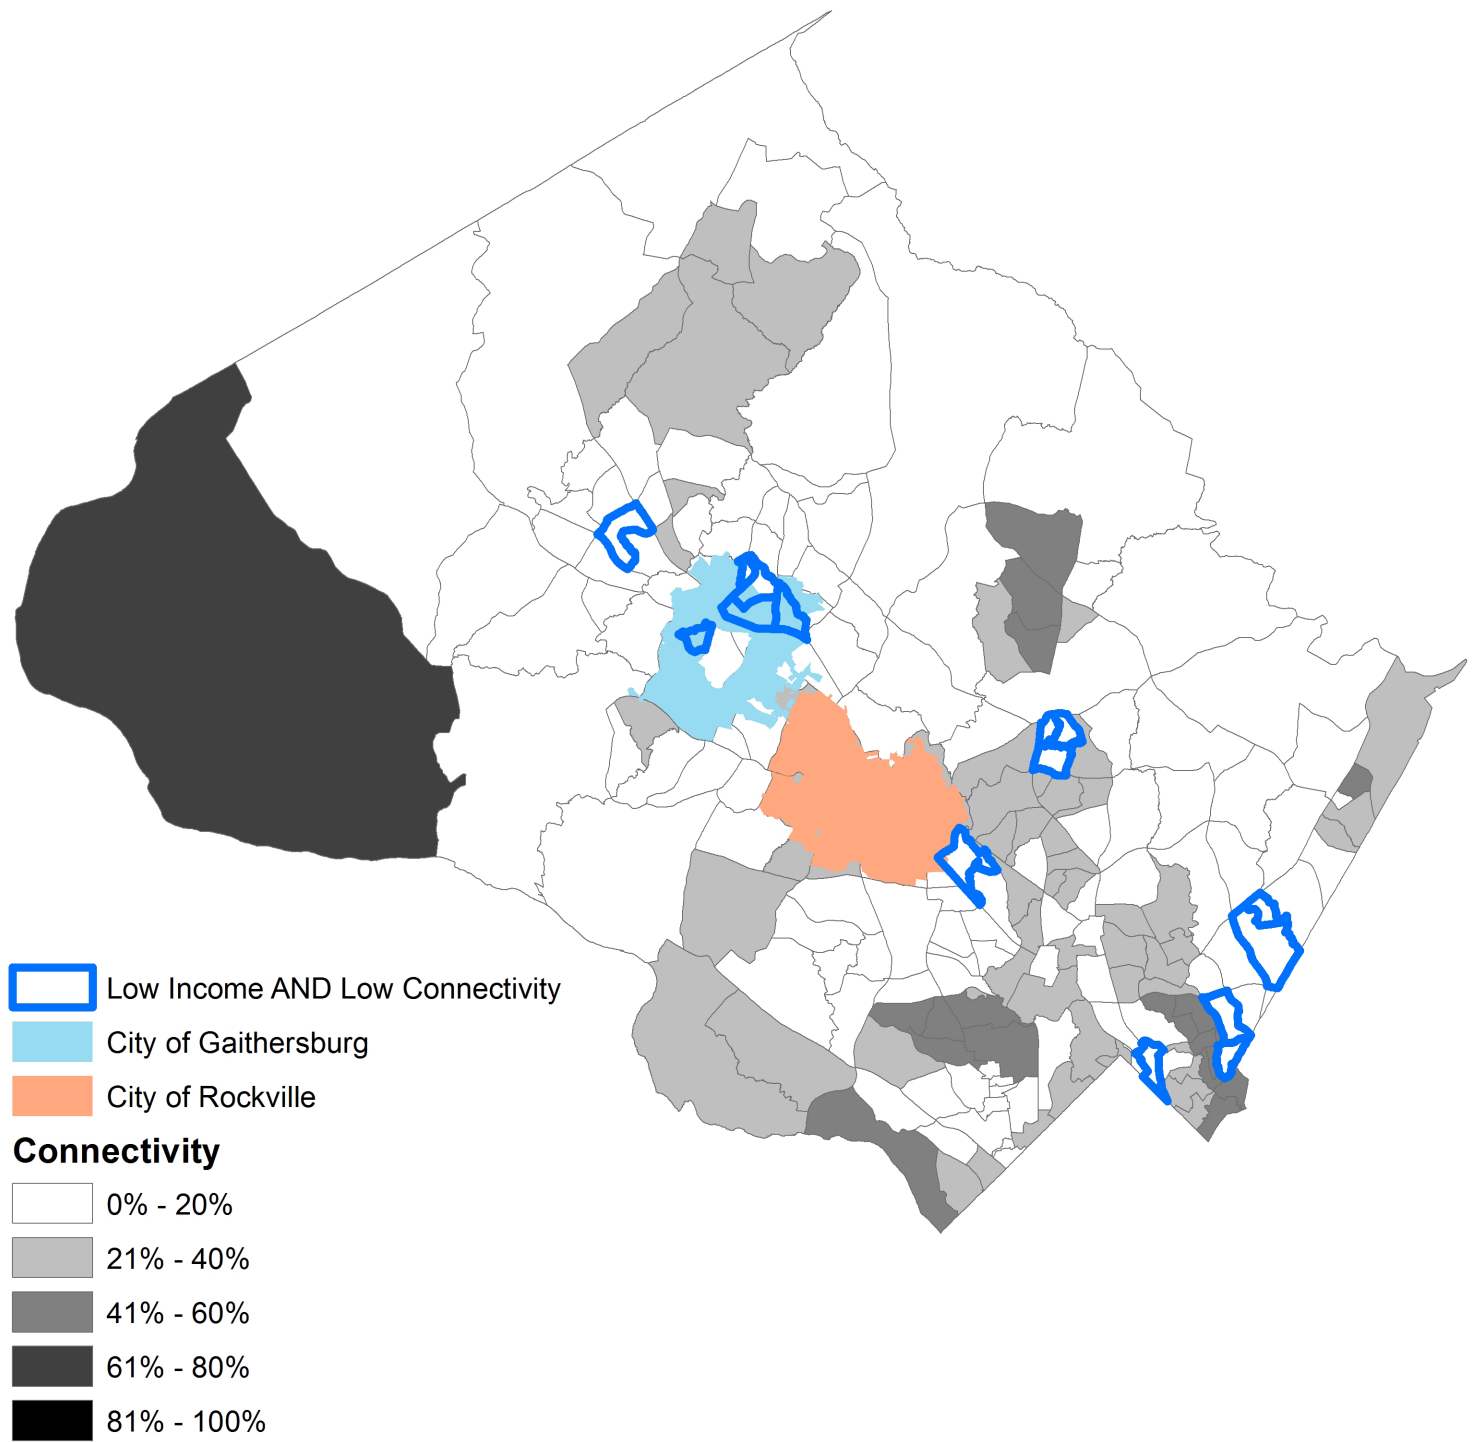 Low Income AND Low Connectivity
City of Gaithersburg
City of Rockville
Connectivity
0% - 20%
21% - 40%
41% - 60%
61% - 80%
81% - 100%